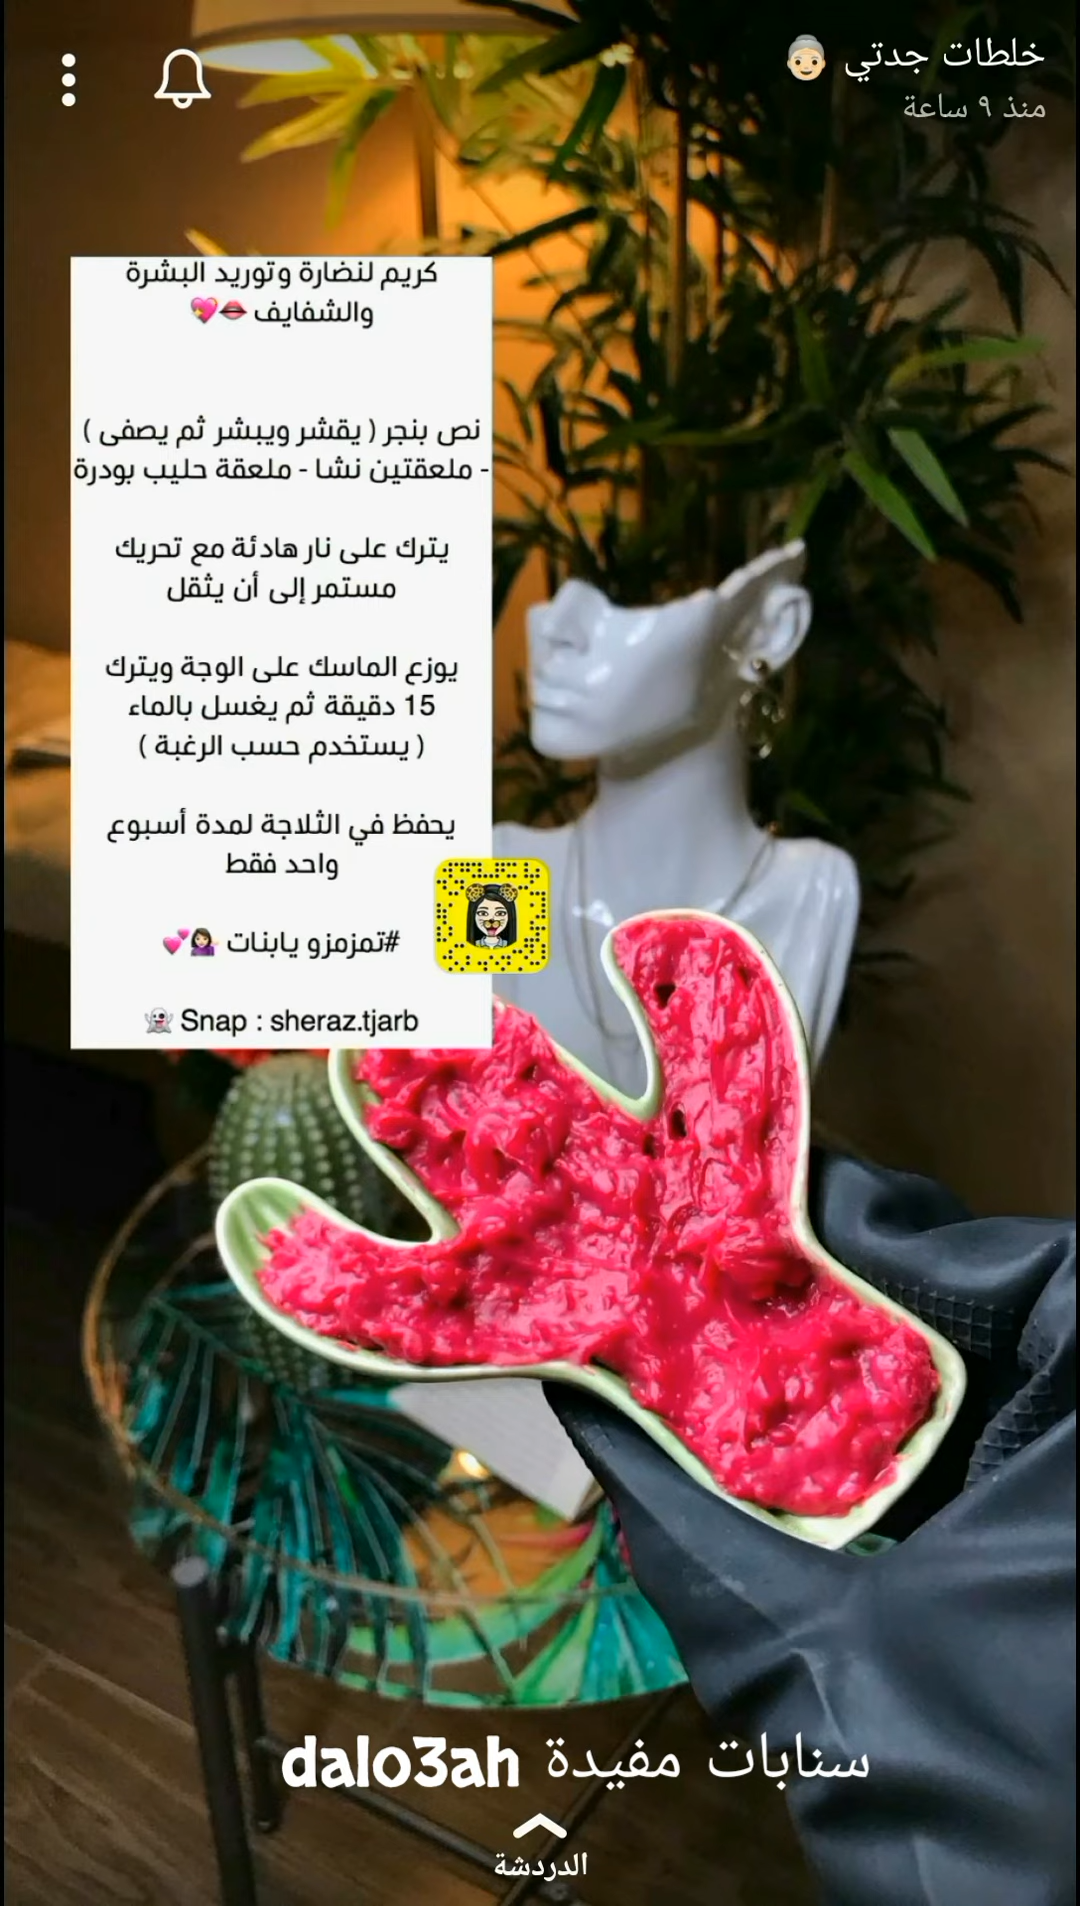 خلطات جدتي 👵🏻
منذ ٩ ساعة
كريم لنضارة وتوريد البشرة
والشفايف 👄💖
نص بنجر ( يقشر ويبشر ثم يصفى )
- ملعقتين نشا - ملعقة حليب بودرة
يترك على نار هادئة مع تحريك
مستمر إلى أن يثقل
يوزع الماسك على الوجة ويترك
15 دقيقة ثم يغسل بالماء
( يستخدم حسب الرغبة )
يحفظ في الثلاجة لمدة أسبوع
واحد فقط
#تمزمزو يابنات 💁🏻‍♀️💕
👻 Snap : sheraz.tjarb
سنابات مفيدة dalo3ah
الدردشة